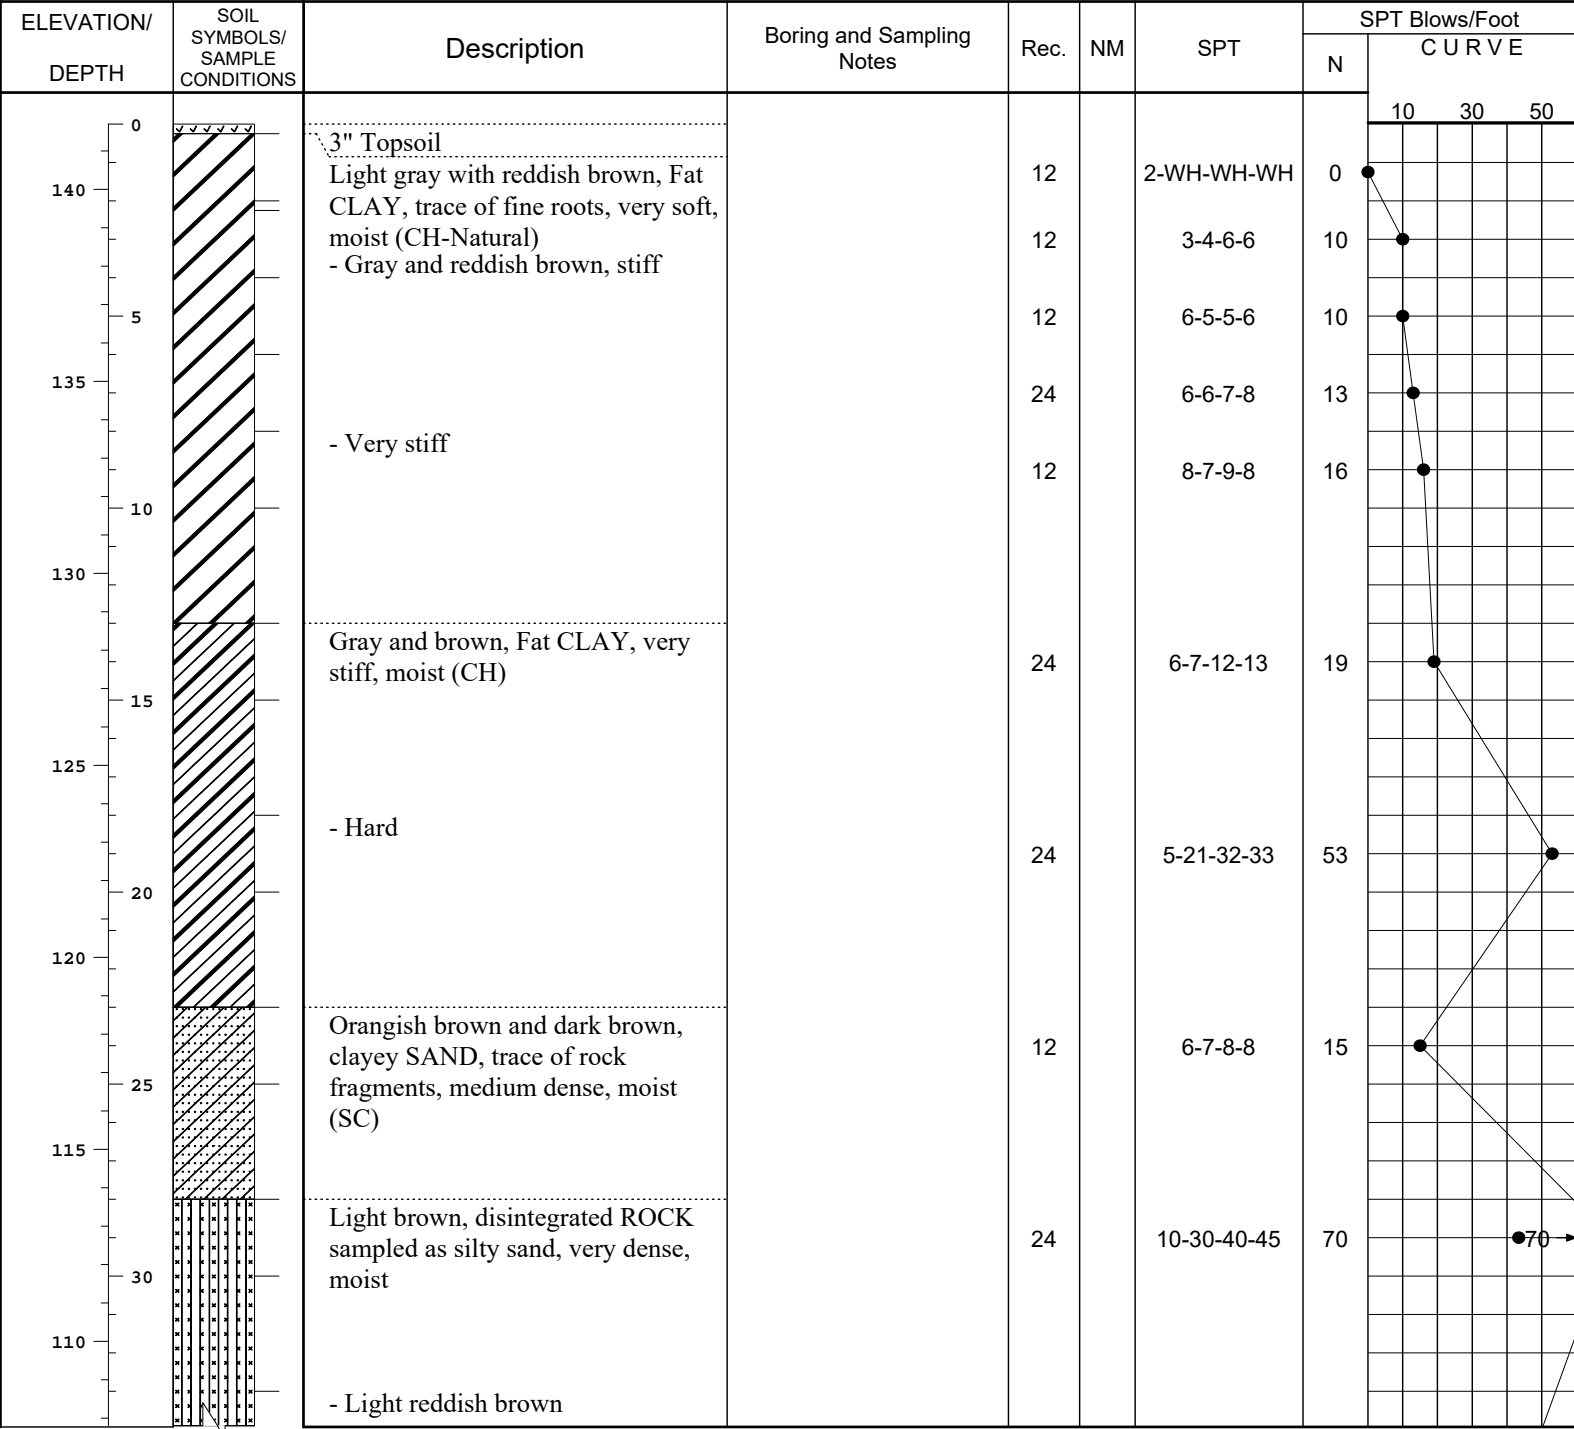 ELEVATION/
DEPTH
SOIL
SYMBOLS/
SAMPLE
CONDITIONS
Description
Boring and Sampling
Notes
Rec.
NM
SPT
SPT Blows/Foot
N
C U R V E
10 30 50
0
3" Topsoil
Light gray with reddish brown, Fat
CLAY, trace of fine roots, very soft,
moist (CH-Natural)
12 2-WH-WH-WH 0
140
- Gray and reddish brown, stiff
12 3-4-6-6 10
5
12 6-5-5-6 10
135
24 6-6-7-8 13
- Very stiff
12 8-7-9-8 16
10
130
Gray and brown, Fat CLAY, very
stiff, moist (CH)
24 6-7-12-13 19
15
125
- Hard
24 5-21-32-33 53
20
120
Orangish brown and dark brown,
clayey SAND, trace of rock
fragments, medium dense, moist
(SC)
12 6-7-8-8 15
25
115
Light brown, disintegrated ROCK
sampled as silty sand, very dense,
moist
24 10-30-40-45 70 70
30
110
- Light reddish brown